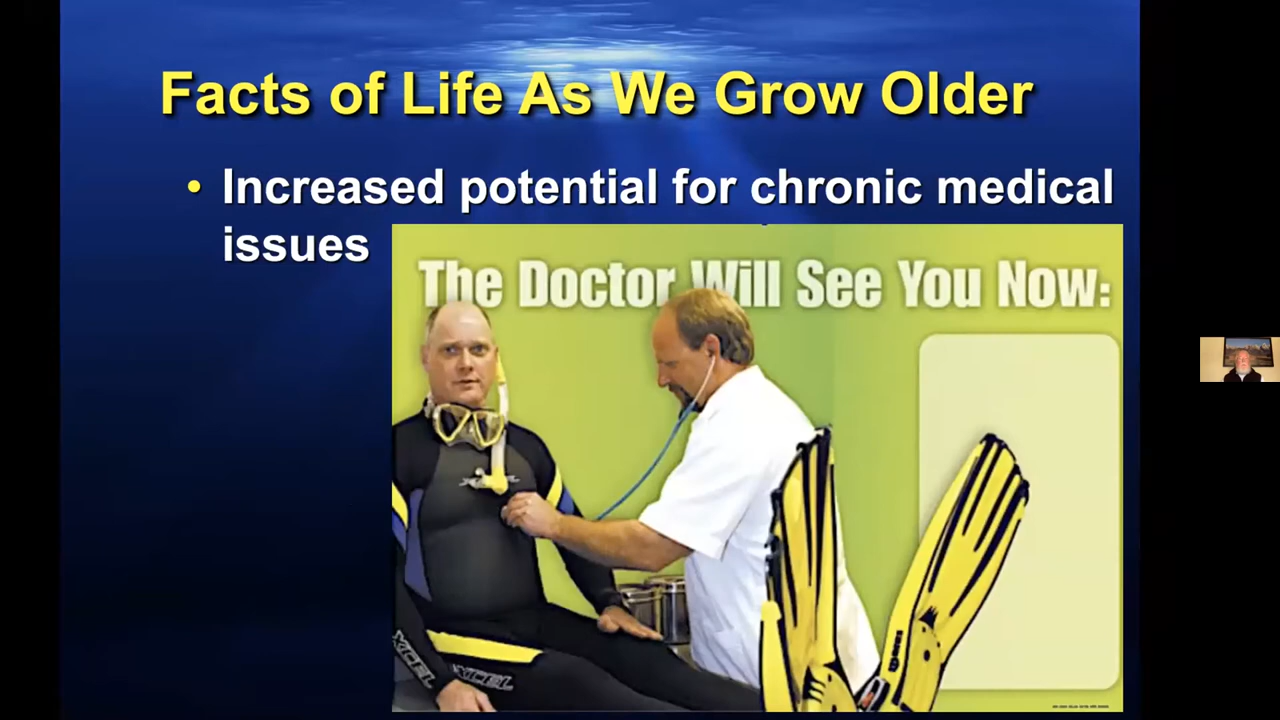 Facts of Life As We Grow Older
• Increased potential for chronic medical
issues
The Doctor Will See You Now:
XCEL
XCEL